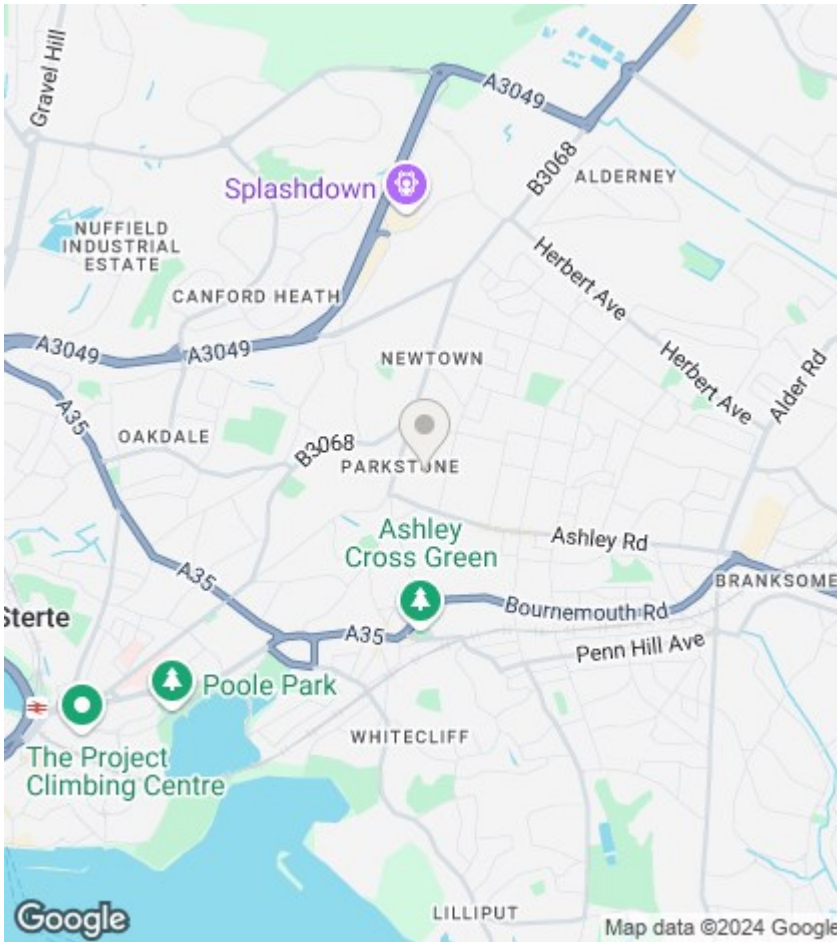 Gravel Hill
A3049
B3068
Splashdown
ALDERNEY
NUFFIELD
INDUSTRIAL
ESTATE
Herbert Ave
CANFORD HEATH
A3049
A3049
NEWTOWN
Herbert Ave
Alder Rd
A35
OAKDALE
B3068
PARKSTONE
Ashley
Cross Green
Ashley Rd
A35
BRANKSOME
Sterte
A35
Bournemouth Rd
Penn Hill Ave
Poole Park
WHITECLIFF
The Project
Climbing Centre
LILLIPUT
Google
Map data ©2024 Google